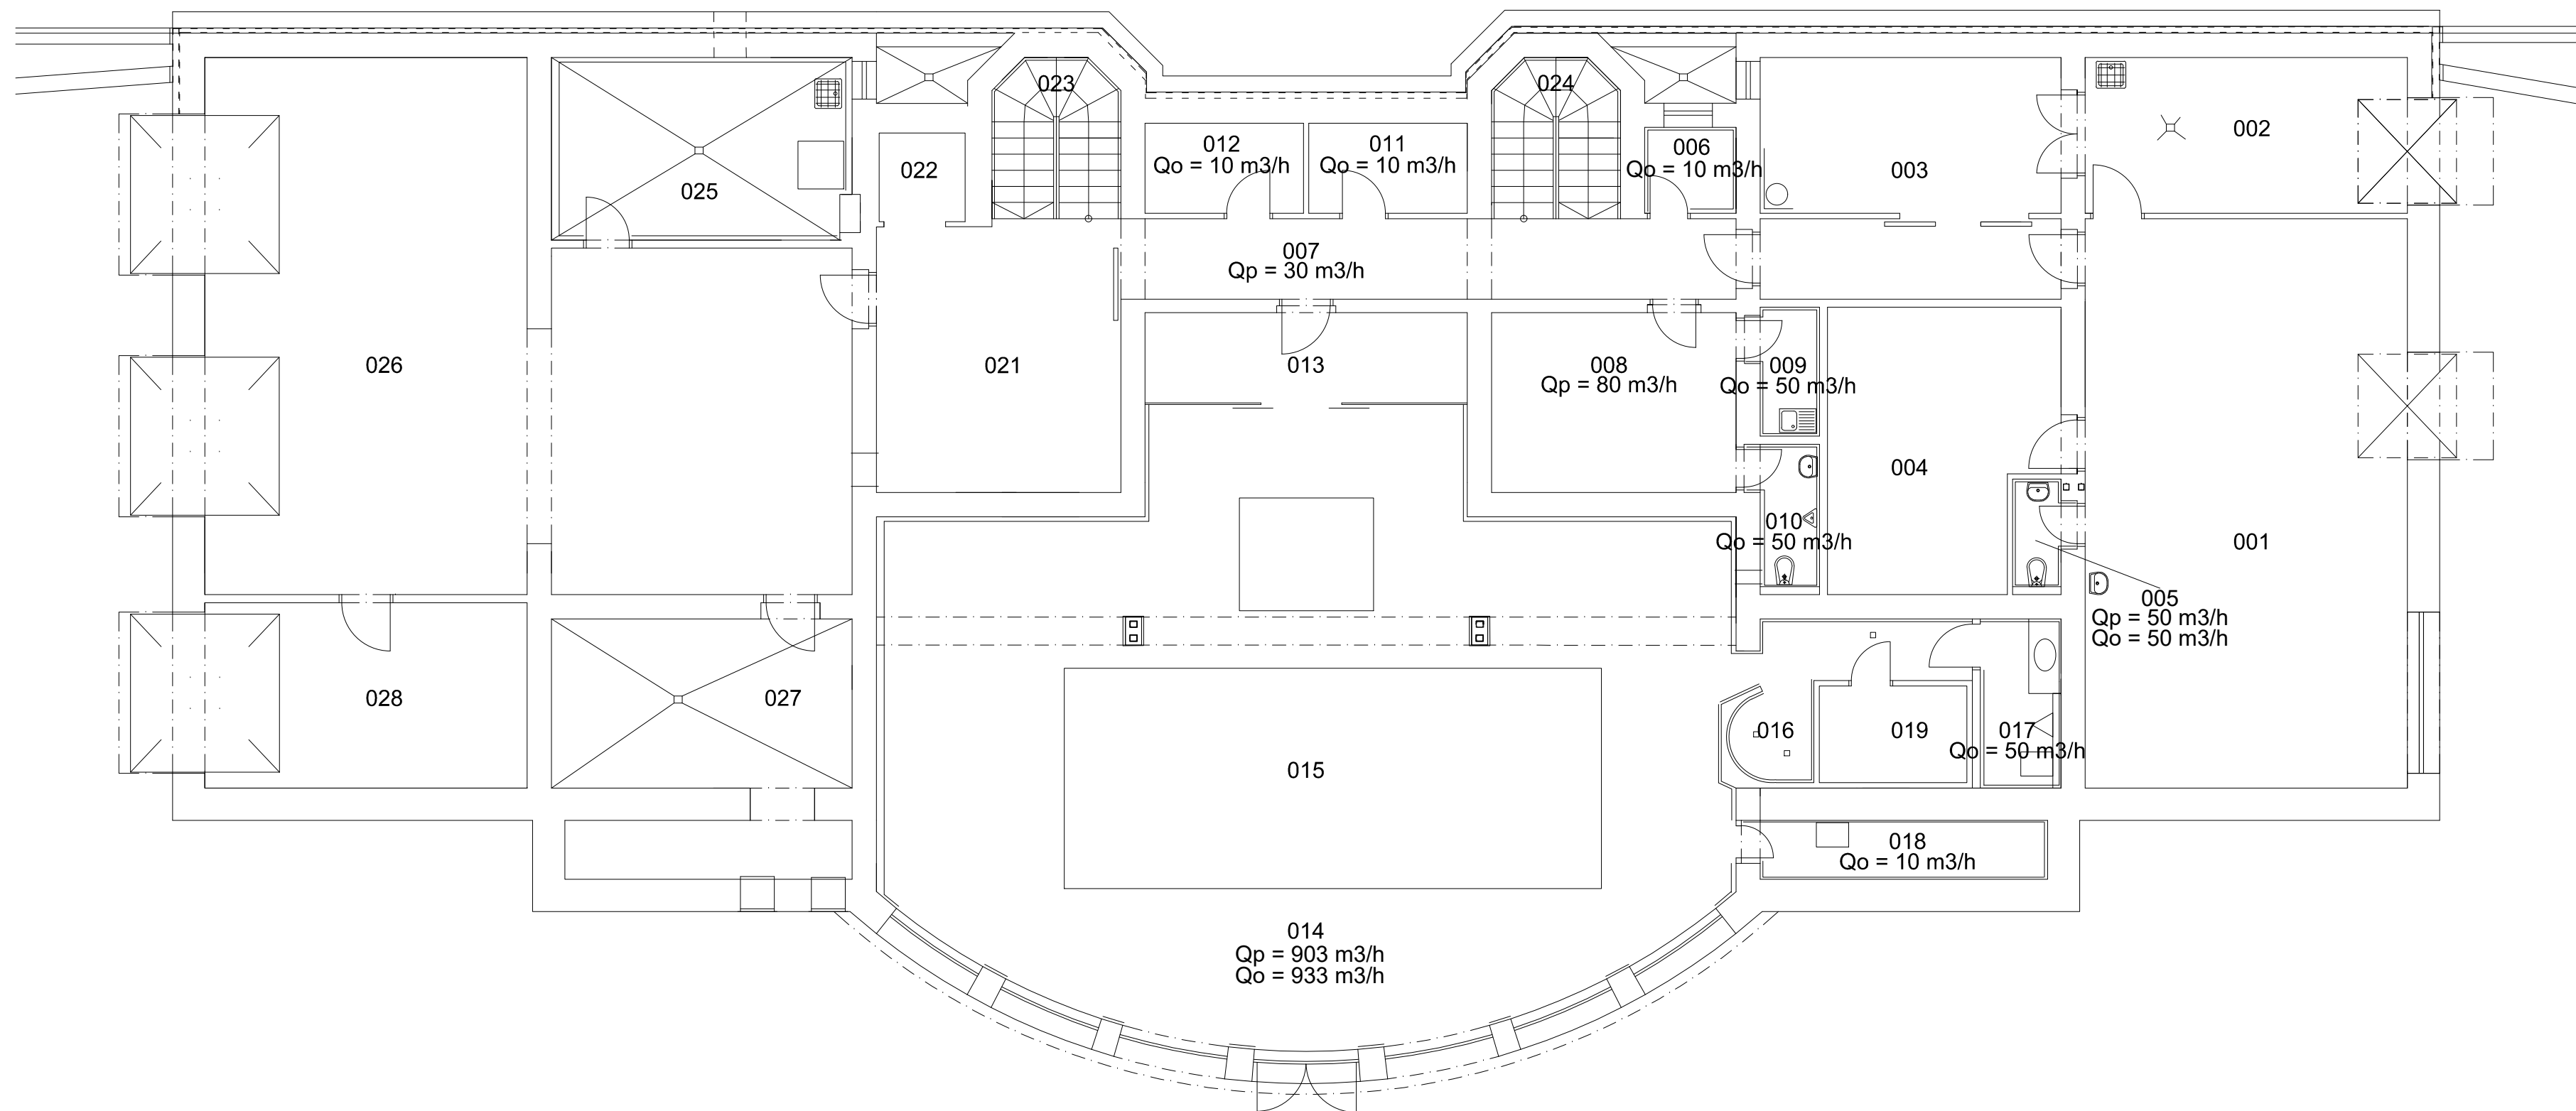 023
024
012
Qo = 10 m3/h
011
Qo = 10 m3/h
006
Qo = 10 m3/h
002
022
003
025
007
Qp = 30 m3/h
026
021
013
008
Qp = 80 m3/h
009
Qo = 50 m3/h
004
010
Qo = 50 m3/h
001
005
Qp = 50 m3/h
Qo = 50 m3/h
028
027
016
019
017
Qo = 50 m3/h
015
018
Qo = 10 m3/h
014
Qp = 903 m3/h
Qo = 933 m3/h